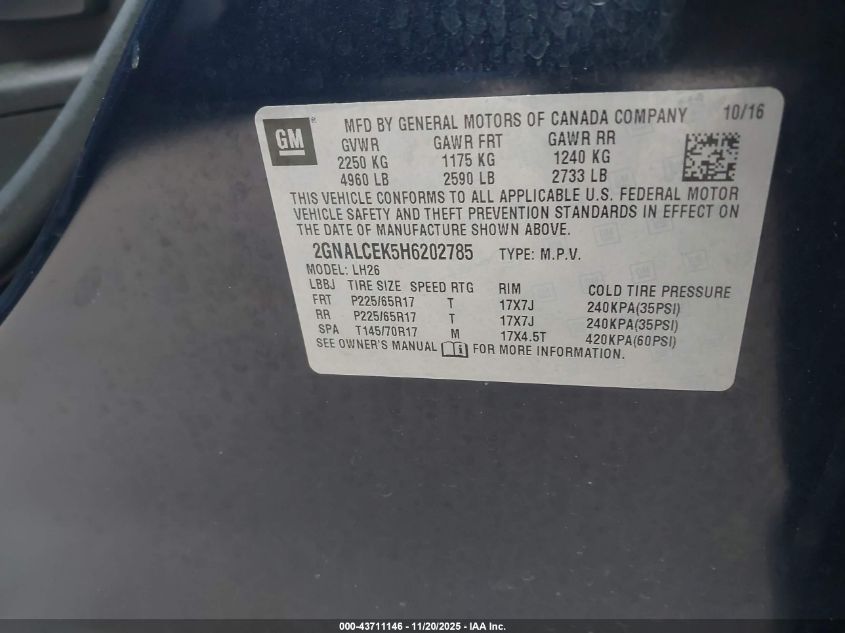 GM ® MFD BY GENERAL MOTORS OF CANADA COMPANY 10/16
GVWR GAWR FRT GAWR RR
2250 KG 1175 KG 1240 KG
4960 LB 2590 LB 2733 LB
THIS VEHICLE CONFORMS TO ALL APPLICABLE U.S. FEDERAL MOTOR
VEHICLE SAFETY AND THEFT PREVENTION STANDARDS IN EFFECT ON
THE DATE OF MANUFACTURE SHOWN ABOVE.
2GNALCEK5H6202785 TYPE: M.P.V.
MODEL: LH26
LBBJ TIRE SIZE SPEED RTG RIM COLD TIRE PRESSURE
FRT P225/65R17 T 17X7J 240KPA(35PSI)
RR P225/65R17 T 17X7J 240KPA(35PSI)
SPA T145/70R17 M 17X4.5T 420KPA(60PSI)
SEE OWNER'S MANUAL FOR MORE INFORMATION.
000-43711146 - 11/20/2025 - IAA Inc.